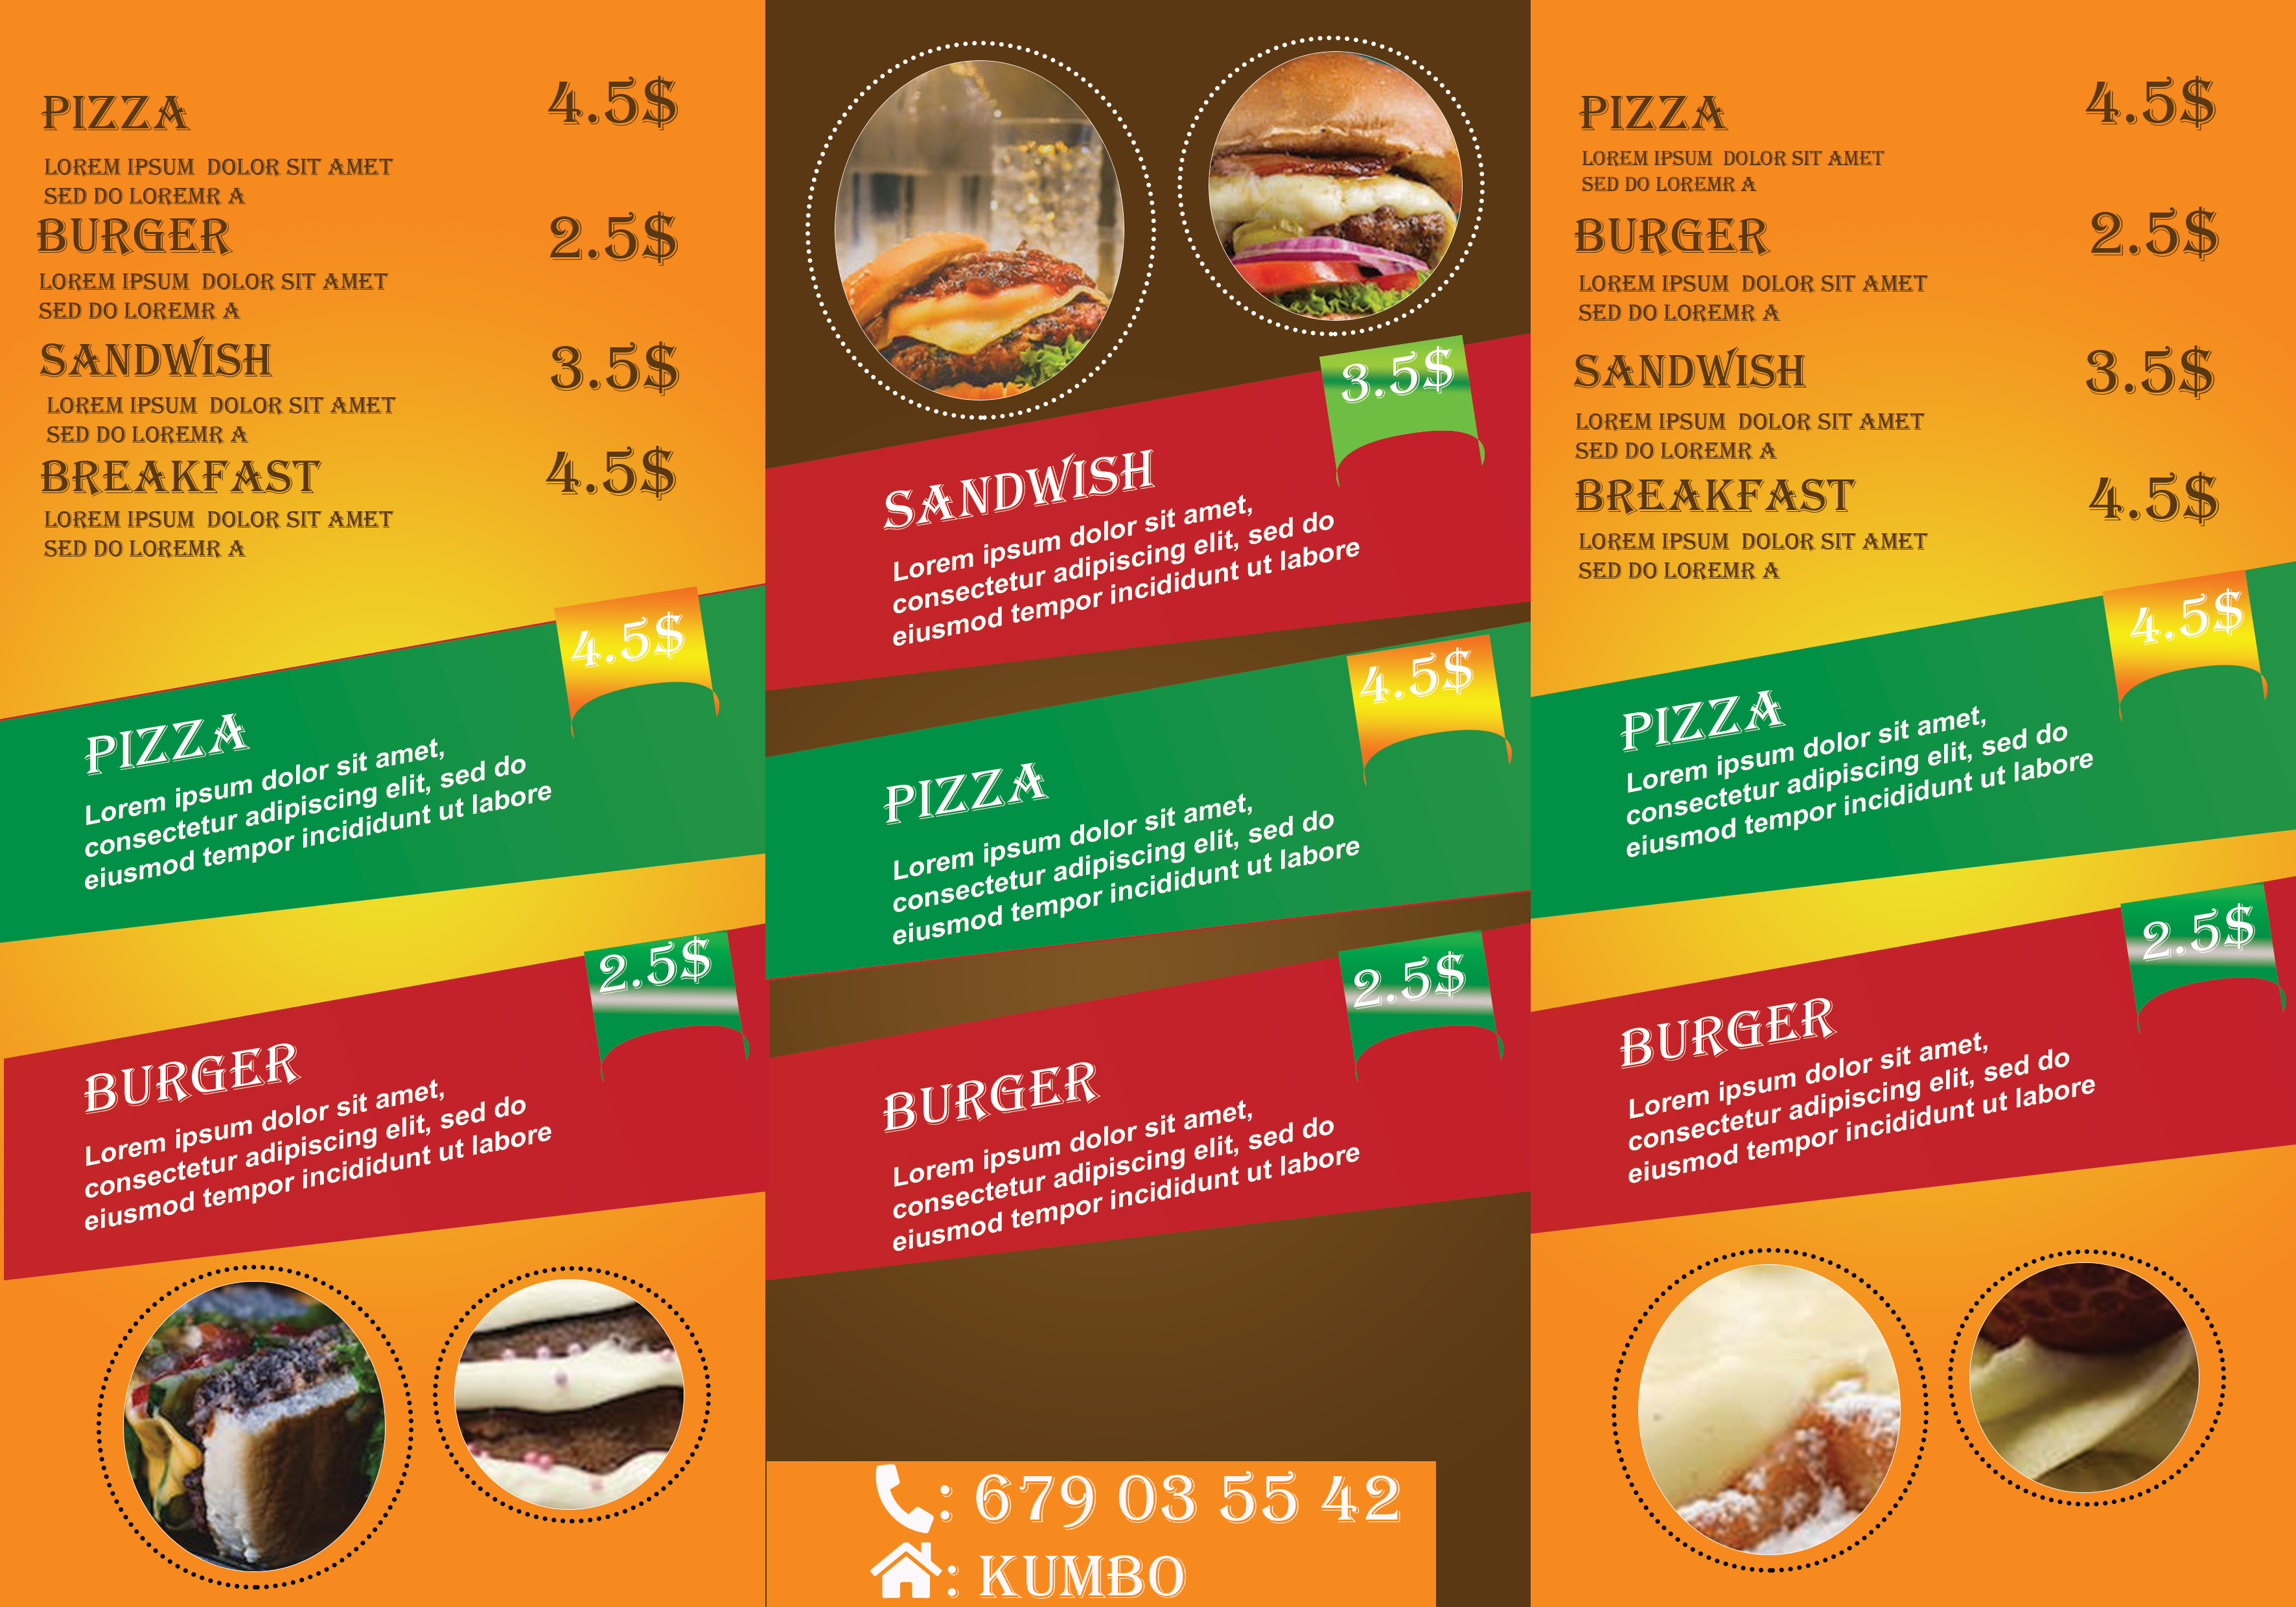 PIZZA
4.5$
LOREM IPSUM DOLOR SIT AMET
SED DO LOREMR A
BURGER
2.5$
LOREM IPSUM DOLOR SIT AMET
SED DO LOREMR A
SANDWISH
3.5$
LOREM IPSUM DOLOR SIT AMET
SED DO LOREMR A
BREAKFAST
4.5$
LOREM IPSUM DOLOR SIT AMET
SED DO LOREMR A
4.5$
PIZZA
Lorem ipsum dolor sit amet,
consectetur adipiscing elit, sed do
eiusmod tempor incididunt ut labore
2.5$
BURGER
Lorem ipsum dolor sit amet,
consectetur adipiscing elit, sed do
eiusmod tempor incididunt ut labore
3.5$
SANDWISH
Lorem ipsum dolor sit amet,
consectetur adipiscing elit, sed do
eiusmod tempor incididunt ut labore
4.5$
PIZZA
Lorem ipsum dolor sit amet,
consectetur adipiscing elit, sed do
eiusmod tempor incididunt ut labore
2.5$
BURGER
Lorem ipsum dolor sit amet,
consectetur adipiscing elit, sed do
eiusmod tempor incididunt ut labore
: 679 03 55 42
: KUMBO
PIZZA
4.5$
LOREM IPSUM DOLOR SIT AMET
SED DO LOREMR A
BURGER
2.5$
LOREM IPSUM DOLOR SIT AMET
SED DO LOREMR A
SANDWISH
3.5$
LOREM IPSUM DOLOR SIT AMET
SED DO LOREMR A
BREAKFAST
4.5$
LOREM IPSUM DOLOR SIT AMET
SED DO LOREMR A
4.5$
PIZZA
Lorem ipsum dolor sit amet,
consectetur adipiscing elit, sed do
eiusmod tempor incididunt ut labore
2.5$
BURGER
Lorem ipsum dolor sit amet,
consectetur adipiscing elit, sed do
eiusmod tempor incididunt ut labore